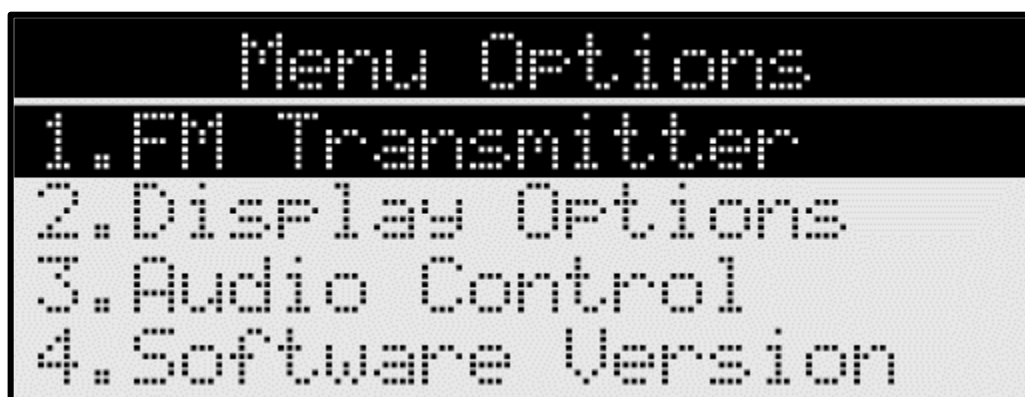 Menu Options
1.FM Transmitter
2.Display Options
3.Audio Control
4.Software Version